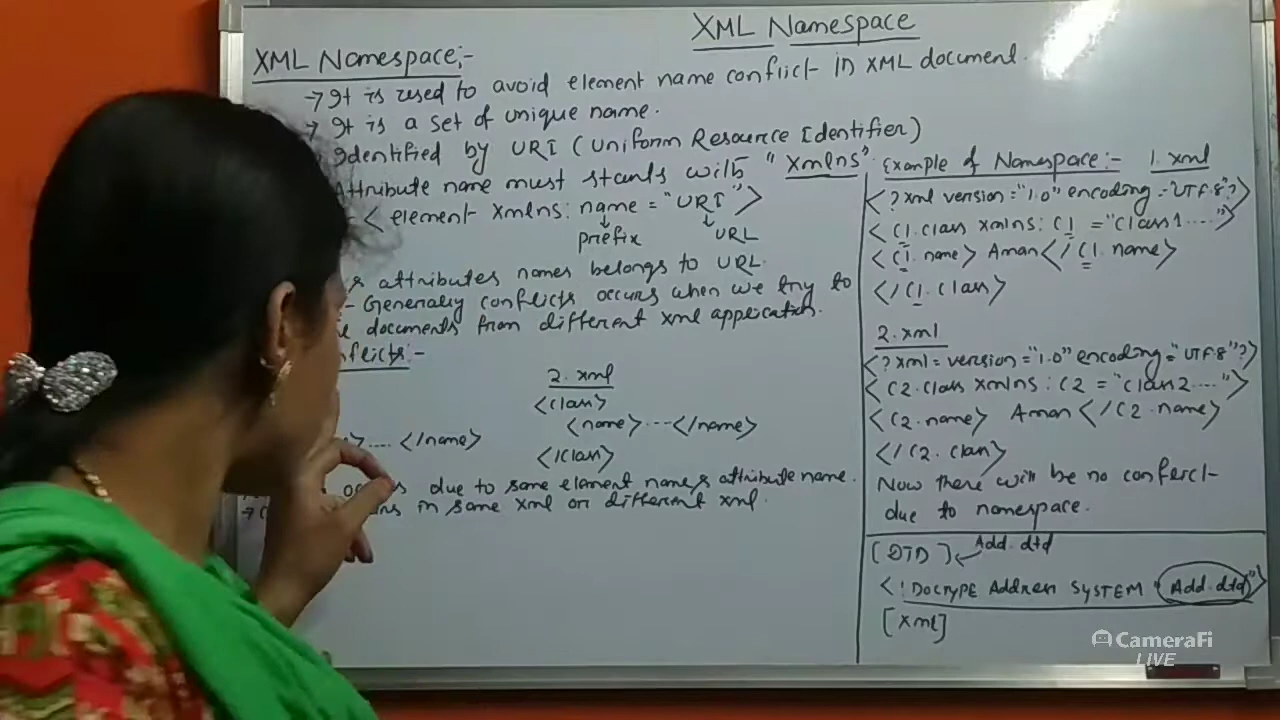 XML Namespace
XML Namespace:-
→ It is used to avoid element name conflict in XML document.
→ It is a set of unique name.
Identified by URI (Uniform Resource Identifier)
Attribute name must starts with "xmlns"
< element xmlns: name = "URI">
prefix URL
attributes names belongs to URL.
- Generally conflicts occurs when we try to
documents from different xml application.
flicts:-
2. xml
<class>
<name>...</name>
</class>
>.... </name>
due to same element name & attribute name.
in same xml or different xml.
Example of Namespace:- 1. xml
<?xml version="1.0" encoding="UTF-8"?>
<C1.class xmlns: C1 = "Class1....">
<C1.name> Aman</C1.name>
</C1.class>
2. xml
<?xml = version="1.0" encoding="UTF-8"?>
<C2.class xmlns: C2 = "Class2....">
<C2.name> Aman </C2.name>
</C2.class>
Now there will be no conferct
due to namespace.
[DTD] ← Add.dtd
<!DOCTYPE Address SYSTEM "Add.dtd">
[xml]
CameraFi
LIVE